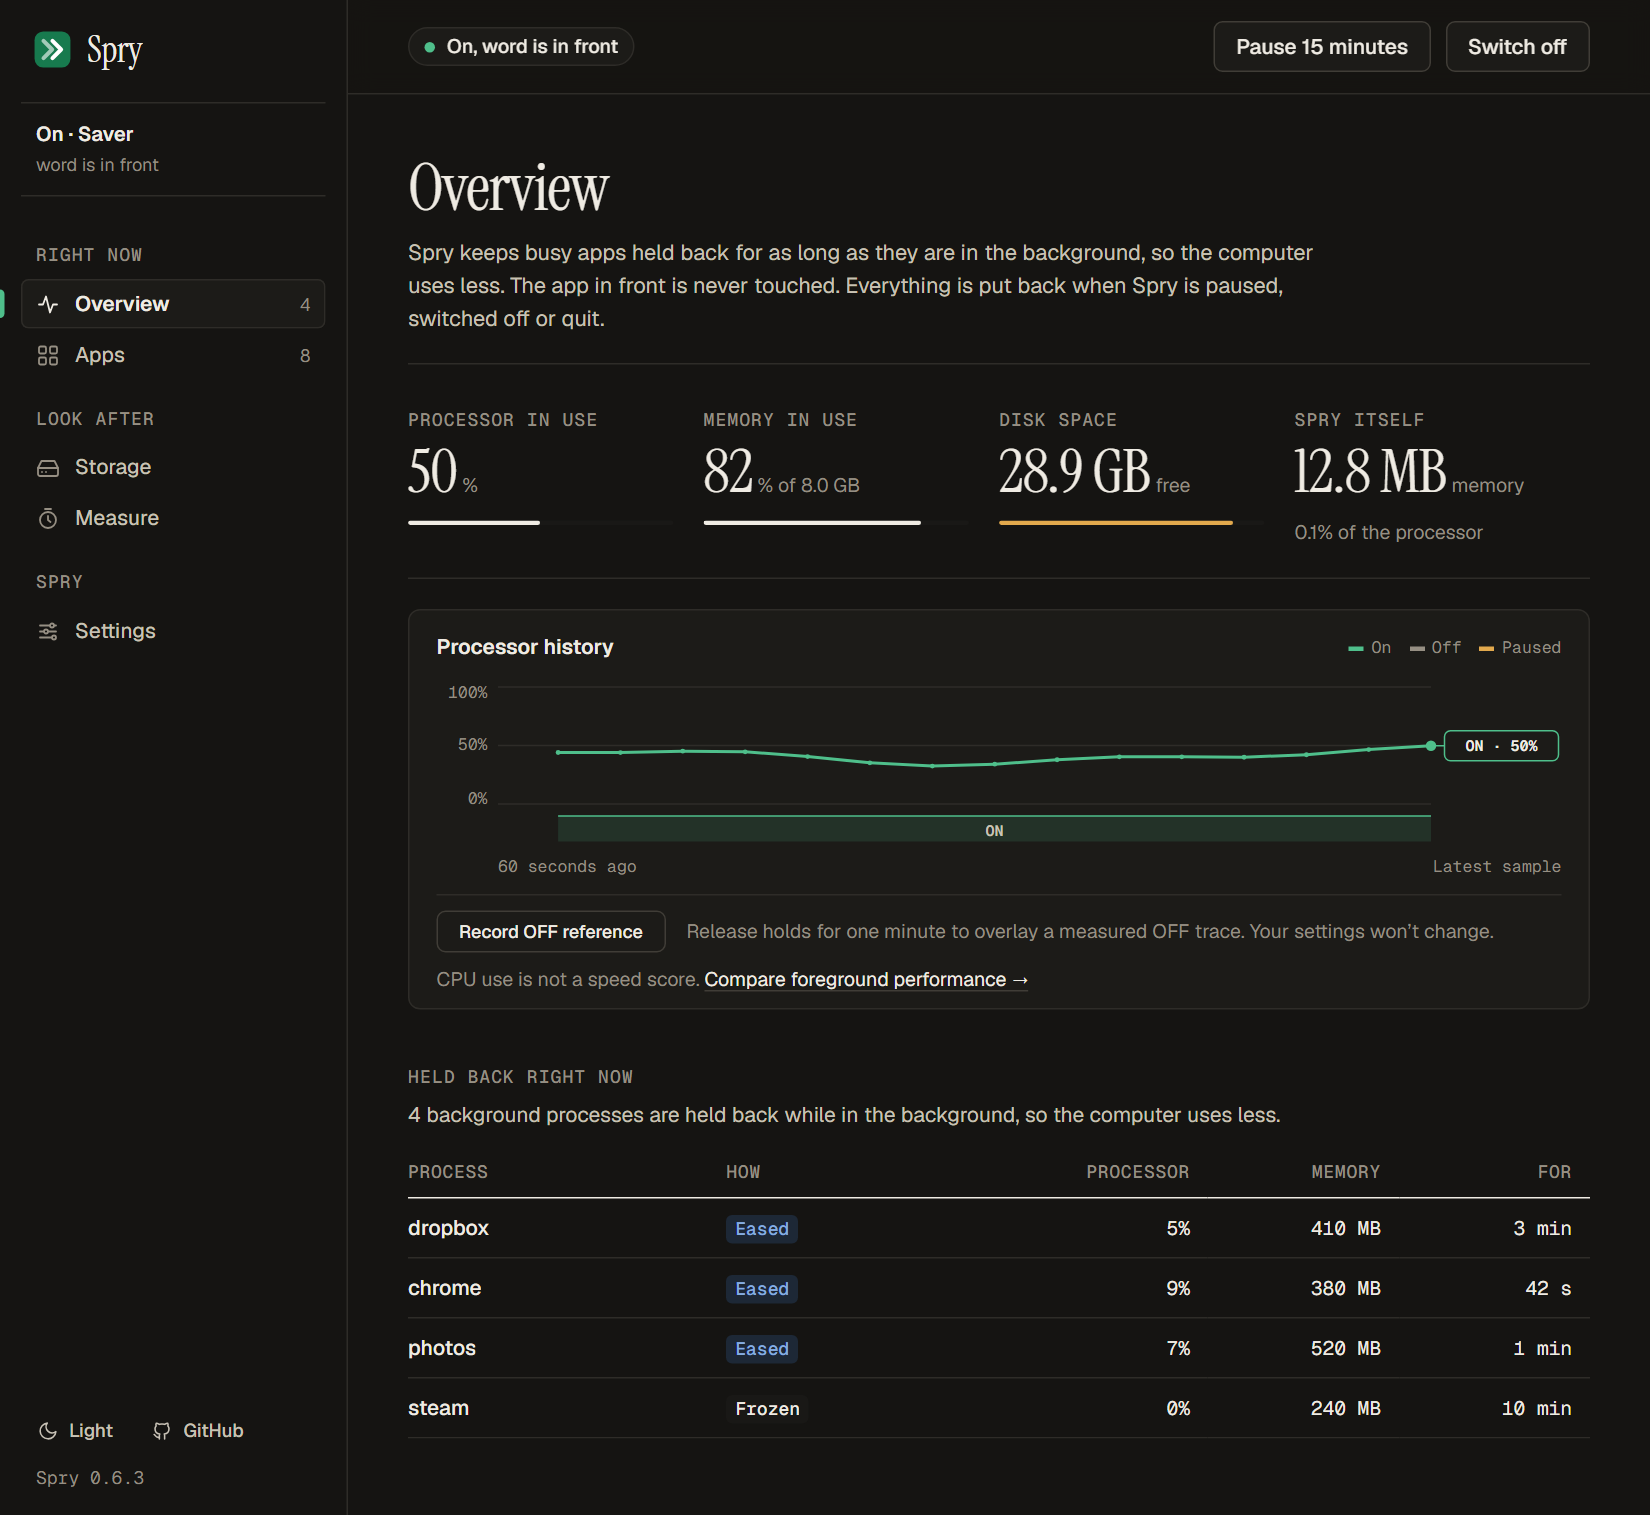 Spry
On · Saver
word is in front
RIGHT NOW
Overview 4
Apps 8
LOOK AFTER
Storage
Measure
SPRY
Settings
Light GitHub
Spry 0.6.3
On, word is in front
Pause 15 minutes
Switch off
Overview
Spry keeps busy apps held back for as long as they are in the background, so the computer
uses less. The app in front is never touched. Everything is put back when Spry is paused,
switched off or quit.
PROCESSOR IN USE
50 %
MEMORY IN USE
82 % of 8.0 GB
DISK SPACE
28.9 GB free
SPRY ITSELF
12.8 MB memory
0.1% of the processor
Processor history
On Off Paused
100%
50%
0%
ON · 50%
ON
60 seconds ago
Latest sample
Record OFF reference
Release holds for one minute to overlay a measured OFF trace. Your settings won’t change.
CPU use is not a speed score. Compare foreground performance →
HELD BACK RIGHT NOW
4 background processes are held back while in the background, so the computer uses less.
PROCESS HOW PROCESSOR MEMORY FOR
dropbox Eased 5% 410 MB 3 min
chrome Eased 9% 380 MB 42 s
photos Eased 7% 520 MB 1 min
steam Frozen 0% 240 MB 10 min